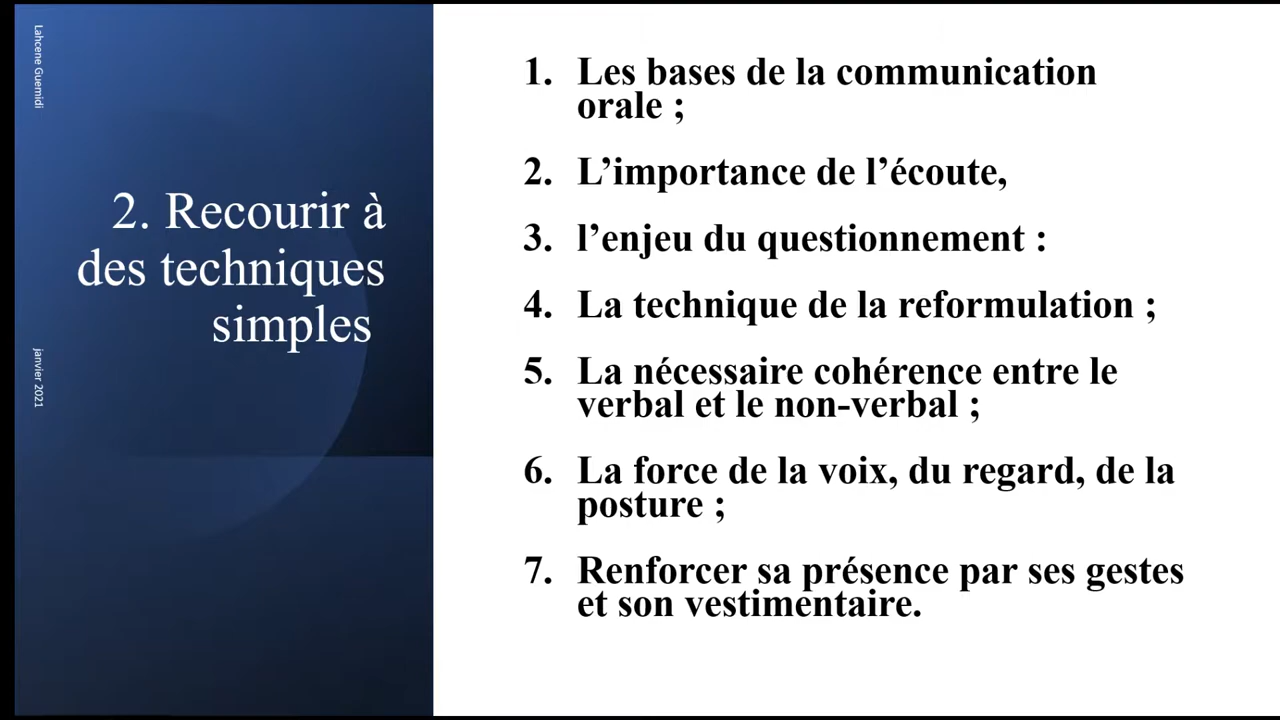 Lahcene Guemidi
janvier 2021
2. Recourir à
des techniques
simples
1. Les bases de la communication
orale ;
2. L’importance de l’écoute,
3. l’enjeu du questionnement :
4. La technique de la reformulation ;
5. La nécessaire cohérence entre le
verbal et le non-verbal ;
6. La force de la voix, du regard, de la
posture ;
7. Renforcer sa présence par ses gestes
et son vestimentaire.